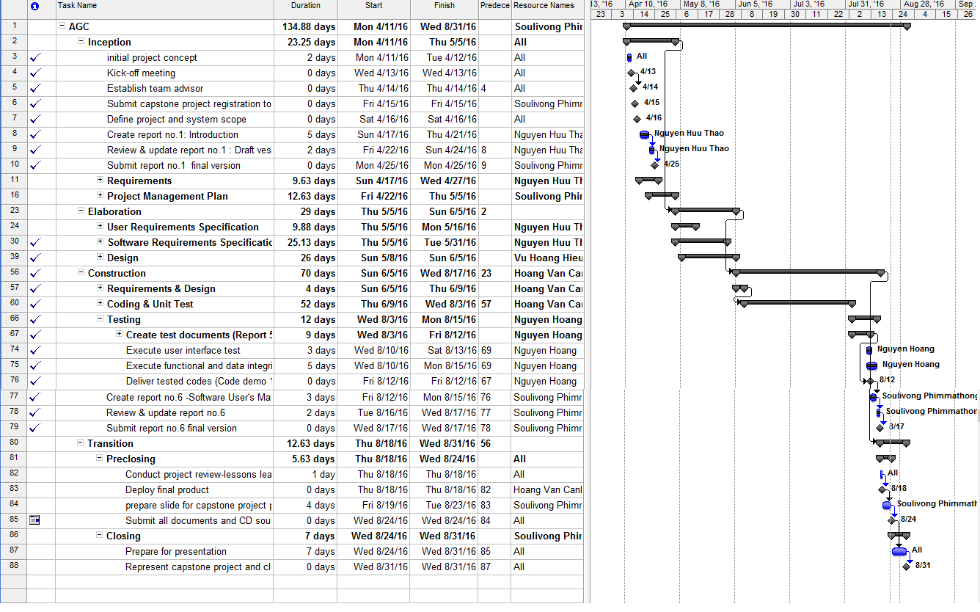 Task Name Duration Start Finish Predece Resource Names
13, '16 Apr 10, '16 May 8, '16 Jun 5, '16 Jul 3, '16 Jul 31, '16 Aug 28, '16 Sep
23 3 14 25 6 17 28 8 19 30 11 22 2 13 24 4 15 26
1 AGC 134.88 days Mon 4/11/16 Wed 8/31/16 Soulivong Phir
2 Inception 23.25 days Mon 4/11/16 Thu 5/5/16 All
3 initial project concept 2 days Mon 4/11/16 Tue 4/12/16 All All
4 Kick-off meeting 0 days Wed 4/13/16 Wed 4/13/16 All 4/13
5 Establish team advisor 0 days Thu 4/14/16 Thu 4/14/16 4 All 4/14
6 Submit capstone project registration to 0 days Fri 4/15/16 Fri 4/15/16 Soulivong Phimr 4/15
7 Define project and system scope 0 days Sat 4/16/16 Sat 4/16/16 All 4/16
8 Create report no.1: Introduction 5 days Sun 4/17/16 Thu 4/21/16 Nguyen Huu Tha Nguyen Huu Thao
9 Review & update report no.1 : Draft ves 2 days Fri 4/22/16 Sun 4/24/16 8 Nguyen Huu Tha Nguyen Huu Thao
10 Submit report no.1 final version 0 days Mon 4/25/16 Mon 4/25/16 9 Soulivong Phimr 4/25
11 Requirements 9.63 days Sun 4/17/16 Wed 4/27/16 Nguyen Huu Tl
16 Project Management Plan 12.63 days Fri 4/22/16 Thu 5/5/16 Soulivong Phir
23 Elaboration 29 days Thu 5/5/16 Sun 6/5/16 2
24 User Requirements Specification 9.88 days Thu 5/5/16 Mon 5/16/16 Nguyen Huu Tl
30 Software Requirements Specificatic 25.13 days Thu 5/5/16 Tue 5/31/16 Nguyen Huu Tl
39 Design 26 days Sun 5/8/16 Sun 6/5/16 Vu Hoang Hieu
56 Construction 70 days Sun 6/5/16 Wed 8/17/16 23 Hoang Van Ca
57 Requirements & Design 4 days Sun 6/5/16 Thu 6/9/16 Hoang Van Ca
60 Coding & Unit Test 52 days Thu 6/9/16 Wed 8/3/16 57 Hoang Van Ca
66 Testing 12 days Wed 8/3/16 Mon 8/15/16 Nguyen Hoang
67 Create test documents (Report 5 9 days Wed 8/3/16 Fri 8/12/16 Nguyen Hoang
74 Execute user interface test 3 days Wed 8/10/16 Sat 8/13/16 69 Nguyen Hoang Nguyen Hoang
75 Execute functional and data integri 5 days Wed 8/10/16 Mon 8/15/16 69 Nguyen Hoang Nguyen Hoang
76 Deliver tested codes (Code demo 0 days Fri 8/12/16 Fri 8/12/16 67 Nguyen Hoang 8/12
77 Create report no.6 -Software User's Ma 3 days Fri 8/12/16 Mon 8/15/16 76 Soulivong Phimr Soulivong Phimmathong
78 Review & update report no.6 2 days Tue 8/16/16 Wed 8/17/16 77 Soulivong Phimr Soulivong Phimmathon
79 Submit report no.6 final version 0 days Wed 8/17/16 Wed 8/17/16 78 Soulivong Phimr 8/17
80 Transition 12.63 days Thu 8/18/16 Wed 8/31/16 56
81 Preclosing 5.63 days Thu 8/18/16 Wed 8/24/16 All
82 Conduct project review-lessons lea 1 day Thu 8/18/16 Thu 8/18/16 All All
83 Deploy final product 0 days Thu 8/18/16 Thu 8/18/16 82 Hoang Van Canl 8/18
84 prepare slide for capstone project 4 days Fri 8/19/16 Tue 8/23/16 83 Soulivong Phimr Soulivong Phimmath
85 Submit all documents and CD sou 0 days Wed 8/24/16 Wed 8/24/16 84 All 8/24
86 Closing 7 days Wed 8/24/16 Wed 8/31/16 Soulivong Phir
87 Prepare for presentation 7 days Wed 8/24/16 Wed 8/31/16 85 All All
88 Represent capstone project and cl 0 days Wed 8/31/16 Wed 8/31/16 87 All 8/31